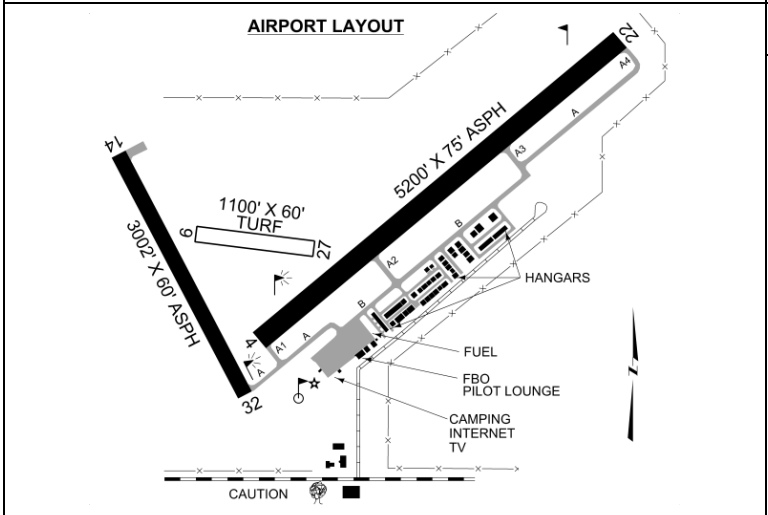 AIRPORT LAYOUT
22
A4
A
5200' X 75' ASPH
A3
14
1100' X 60'
TURF
B
9
27
3002' X 60' ASPH
A2
HANGARS
B
4
A1
A
A
FUEL
FBO
PILOT LOUNGE
32
CAMPING
INTERNET
TV
N
CAUTION